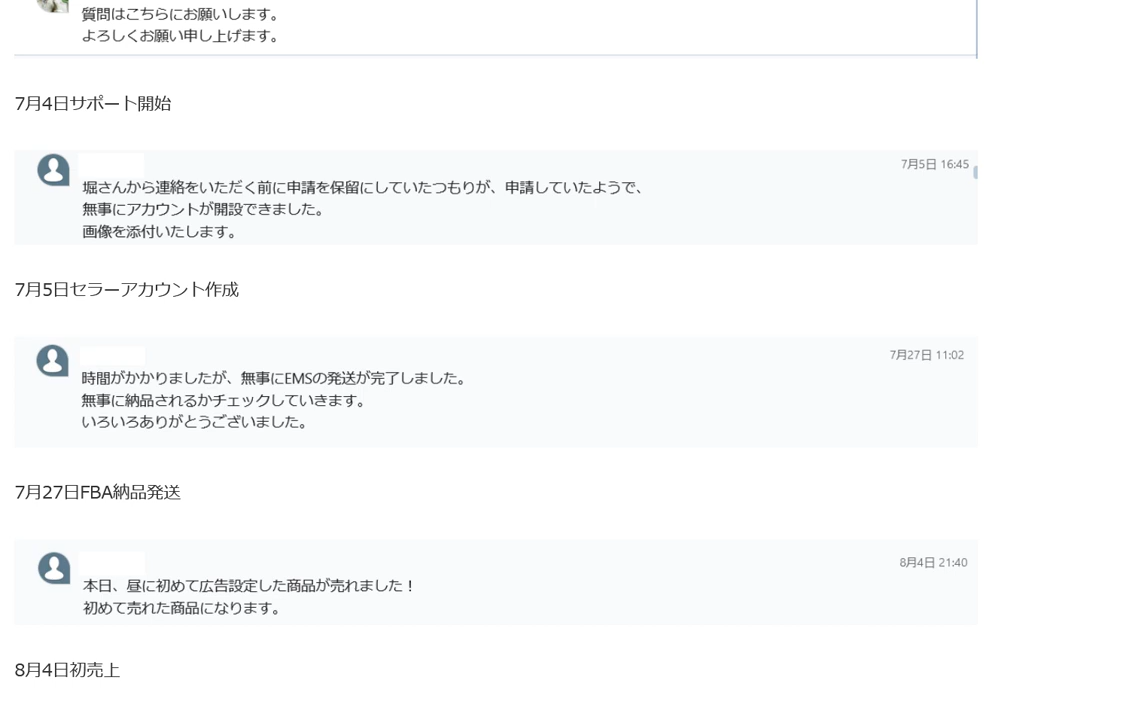 質問はこちらにお願いします。
よろしくお願い申し上げます。
7月4日サポート開始
7月5日 16:45
堀さんから連絡をいただく前に申請を保留にしていたつもりが、申請していたようで、
無事にアカウントが開設できました。
画像を添付いたします。
7月5日セラーアカウント作成
7月27日 11:02
時間がかかりましたが、無事にEMSの発送が完了しました。
無事に納品されるかチェックしていきます。
いろいろありがとうございました。
7月27日FBA納品発送
8月4日 21:40
本日、昼に初めて広告設定した商品が売れました！
初めて売れた商品になります。
8月4日初売上